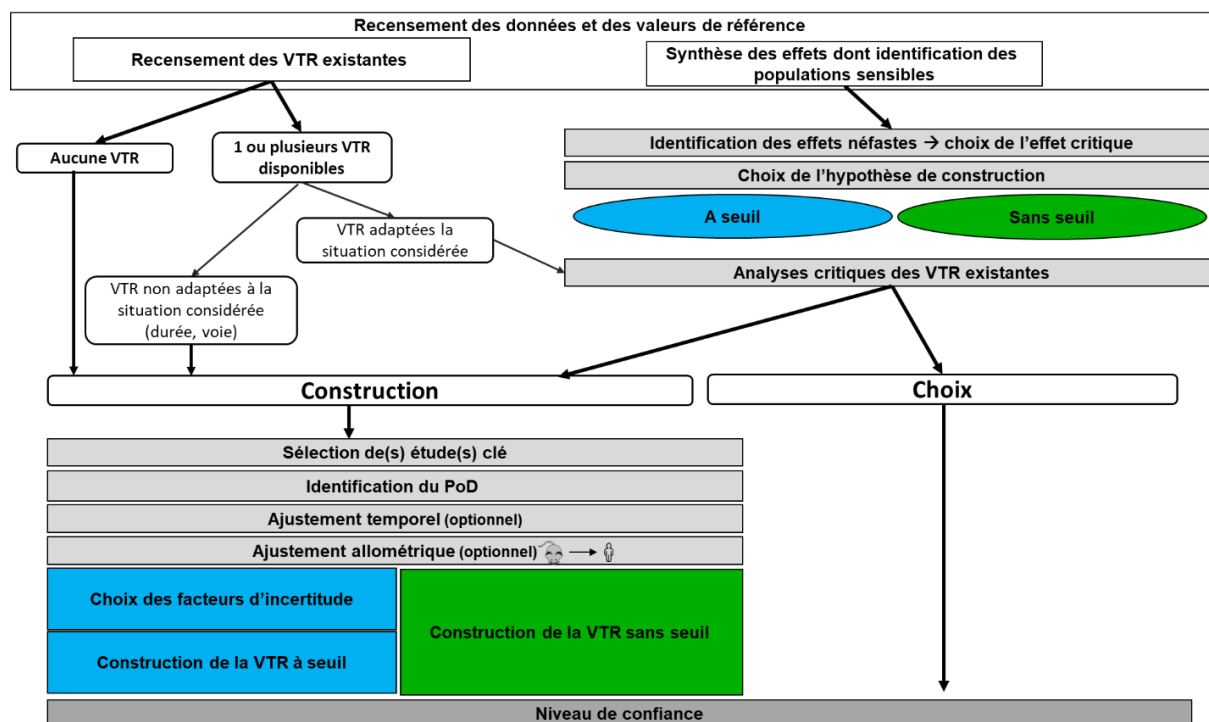 Recensement des données et des valeurs de référence
Recensement des VTR existantes
Synthèse des effets dont identification des
populations sensibles
Aucune VTR
1 ou plusieurs VTR
disponibles
Identification des effets néfastes → choix de l'effet critique
Choix de l'hypothèse de construction
A seuil
Sans seuil
VTR adaptées la
situation considérée
Analyses critiques des VTR existantes
VTR non adaptées à la
situation considérée
(durée, voie)
Construction
Choix
Sélection de(s) étude(s) clé
Identification du PoD
Ajustement temporel (optionnel)
Ajustement allométrique (optionnel)
Choix des facteurs d'incertitude
Construction de la VTR sans seuil
Construction de la VTR à seuil
Niveau de confiance